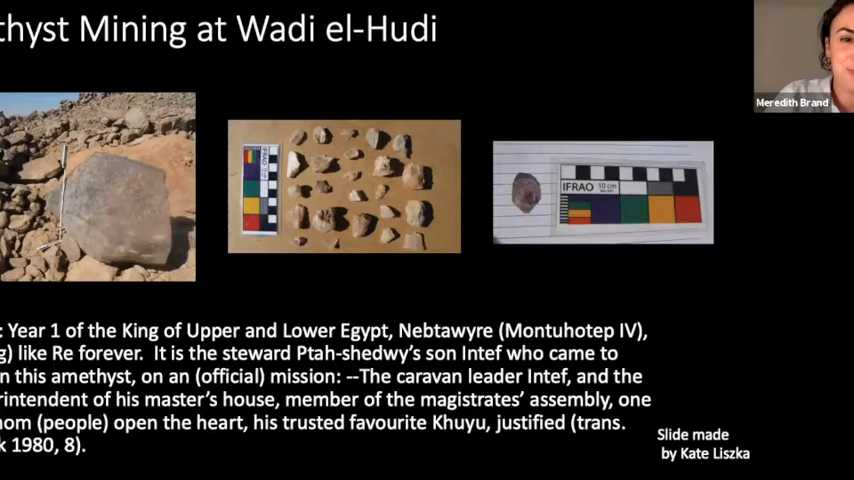 thyst Mining at Wadi el-Hudi
Meredith Brand
IFRAO
IFRAO 10 cm
: Year 1 of the King of Upper and Lower Egypt, Nebtawyre (Montuhotep IV),
g) like Re forever. It is the steward Ptah-shedwy’s son Intef who came to
n this amethyst, on an (official) mission: --The caravan leader Intef, and the
rintendent of his master’s house, member of the magistrates’ assembly, one
nom (people) open the heart, his trusted favourite Khuyu, justified (trans.
k 1980, 8).
Slide made
by Kate Liszka